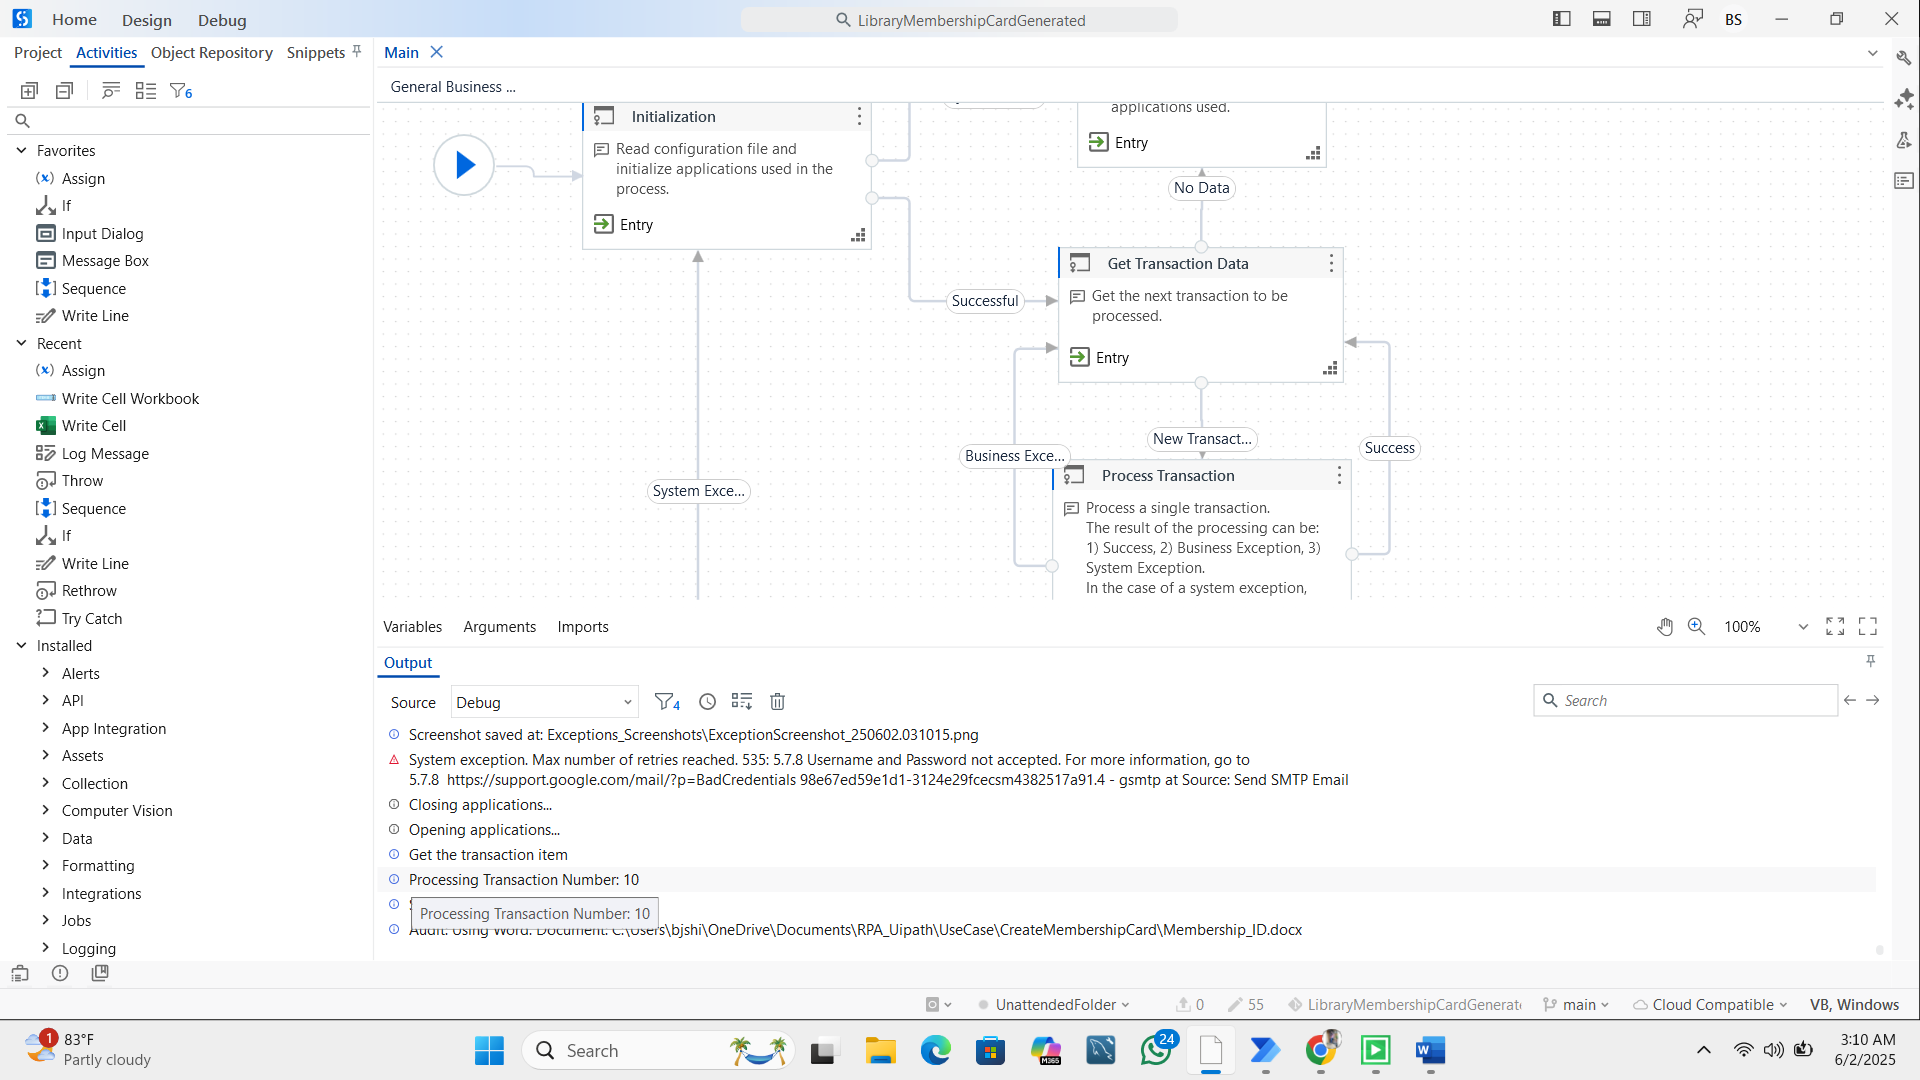 Home
Design
Debug
LibraryMembershipCardGenerated
BS
Project
Activities
Object Repository
Snippets
Main
6
General Business ...
Favorites
Assign
If
Input Dialog
Message Box
Sequence
Write Line
Recent
Assign
Write Cell Workbook
Write Cell
Log Message
Throw
Sequence
If
Write Line
Rethrow
Try Catch
Installed
Alerts
API
App Integration
Assets
Collection
Computer Vision
Data
Formatting
Integrations
Jobs
Logging
Initialization
Read configuration file and
initialize applications used in the
process.
Entry
applications used.
Entry
No Data
Get Transaction Data
Get the next transaction to be
processed.
Entry
Successful
New Transact...
Business Exce...
Success
System Exce...
Process Transaction
Process a single transaction.
The result of the processing can be:
1) Success, 2) Business Exception, 3)
System Exception.
In the case of a system exception,
Variables
Arguments
Imports
100%
Output
Source
Debug
4
Search
Screenshot saved at: Exceptions_Screenshots\ExceptionScreenshot_250602.031015.png
System exception. Max number of retries reached. 535: 5.7.8 Username and Password not accepted. For more information, go to
5.7.8  https://support.google.com/mail/?p=BadCredentials 98e67ed59e1d1-3124e29fcecsm4382517a91.4 - gsmtp at Source: Send SMTP Email
Closing applications...
Opening applications...
Get the transaction item
Processing Transaction Number: 10
Processing Transaction Number: 10
Audit: Using Word. Document: C:\Users\bjshi\OneDrive\Documents\RPA_Uipath\UseCase\CreateMembershipCard\Membership_ID.docx
UnattendedFolder
0
55
LibraryMembershipCardGenerat
main
Cloud Compatible
VB, Windows
1
83°F
Partly cloudy
Search
M365
24
3:10 AM
6/2/2025